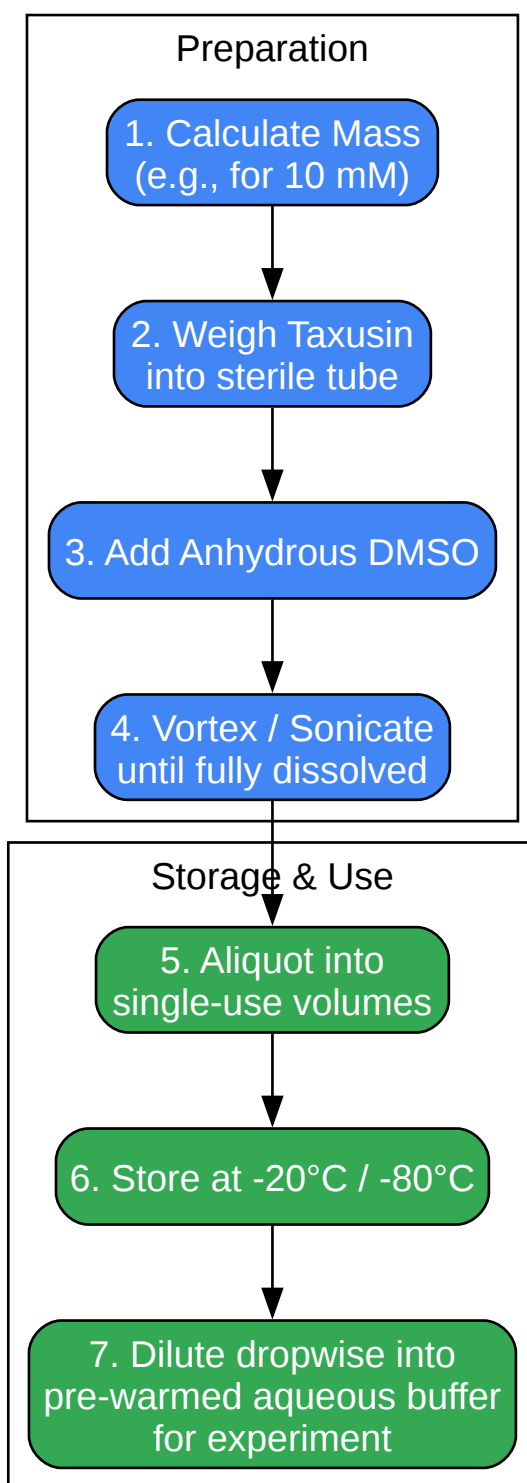 Preparation
1. Calculate Mass
(e.g., for 10 mM)
2. Weigh Taxusin
into sterile tube
3. Add Anhydrous DMSO
4. Vortex / Sonicate
until fully dissolved
Storage & Use
5. Aliquot into
single-use volumes
6. Store at -20°C / -80°C
7. Dilute dropwise into
pre-warmed aqueous buffer
for experiment